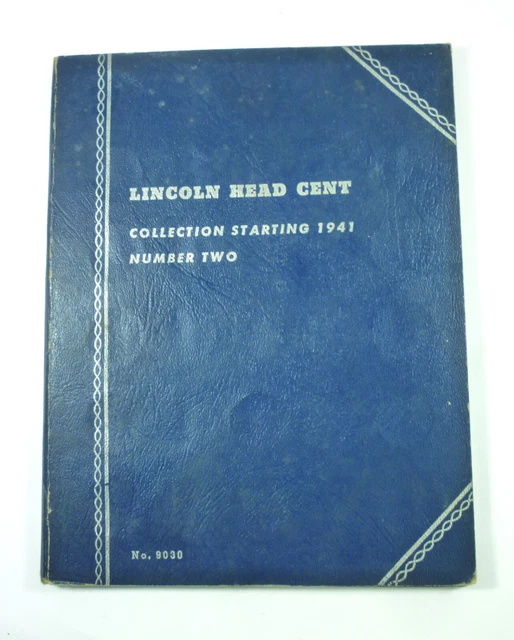 LINCOLN HEAD CENT
COLLECTION STARTING 1941
NUMBER TWO
No. 9030